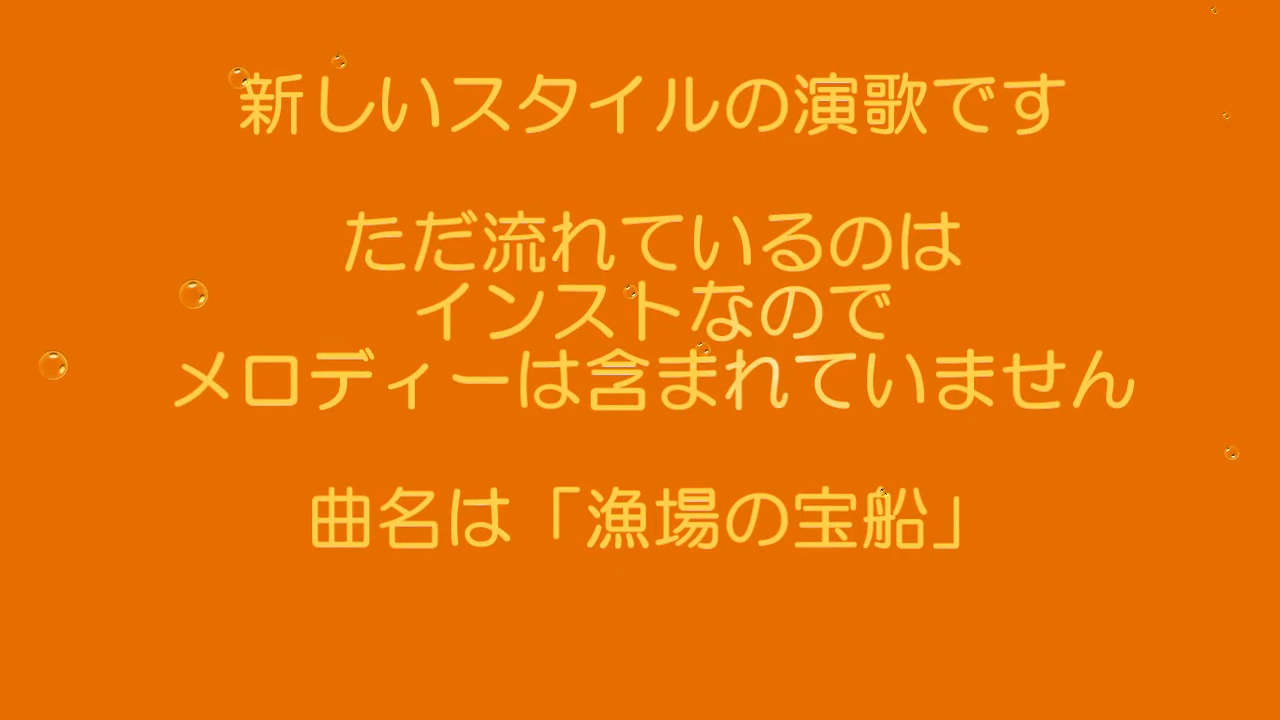 新しいスタイルの演歌です
ただ流れているのは
インストなので
メロディーは含まれていません
曲名は「漁場の宝船」